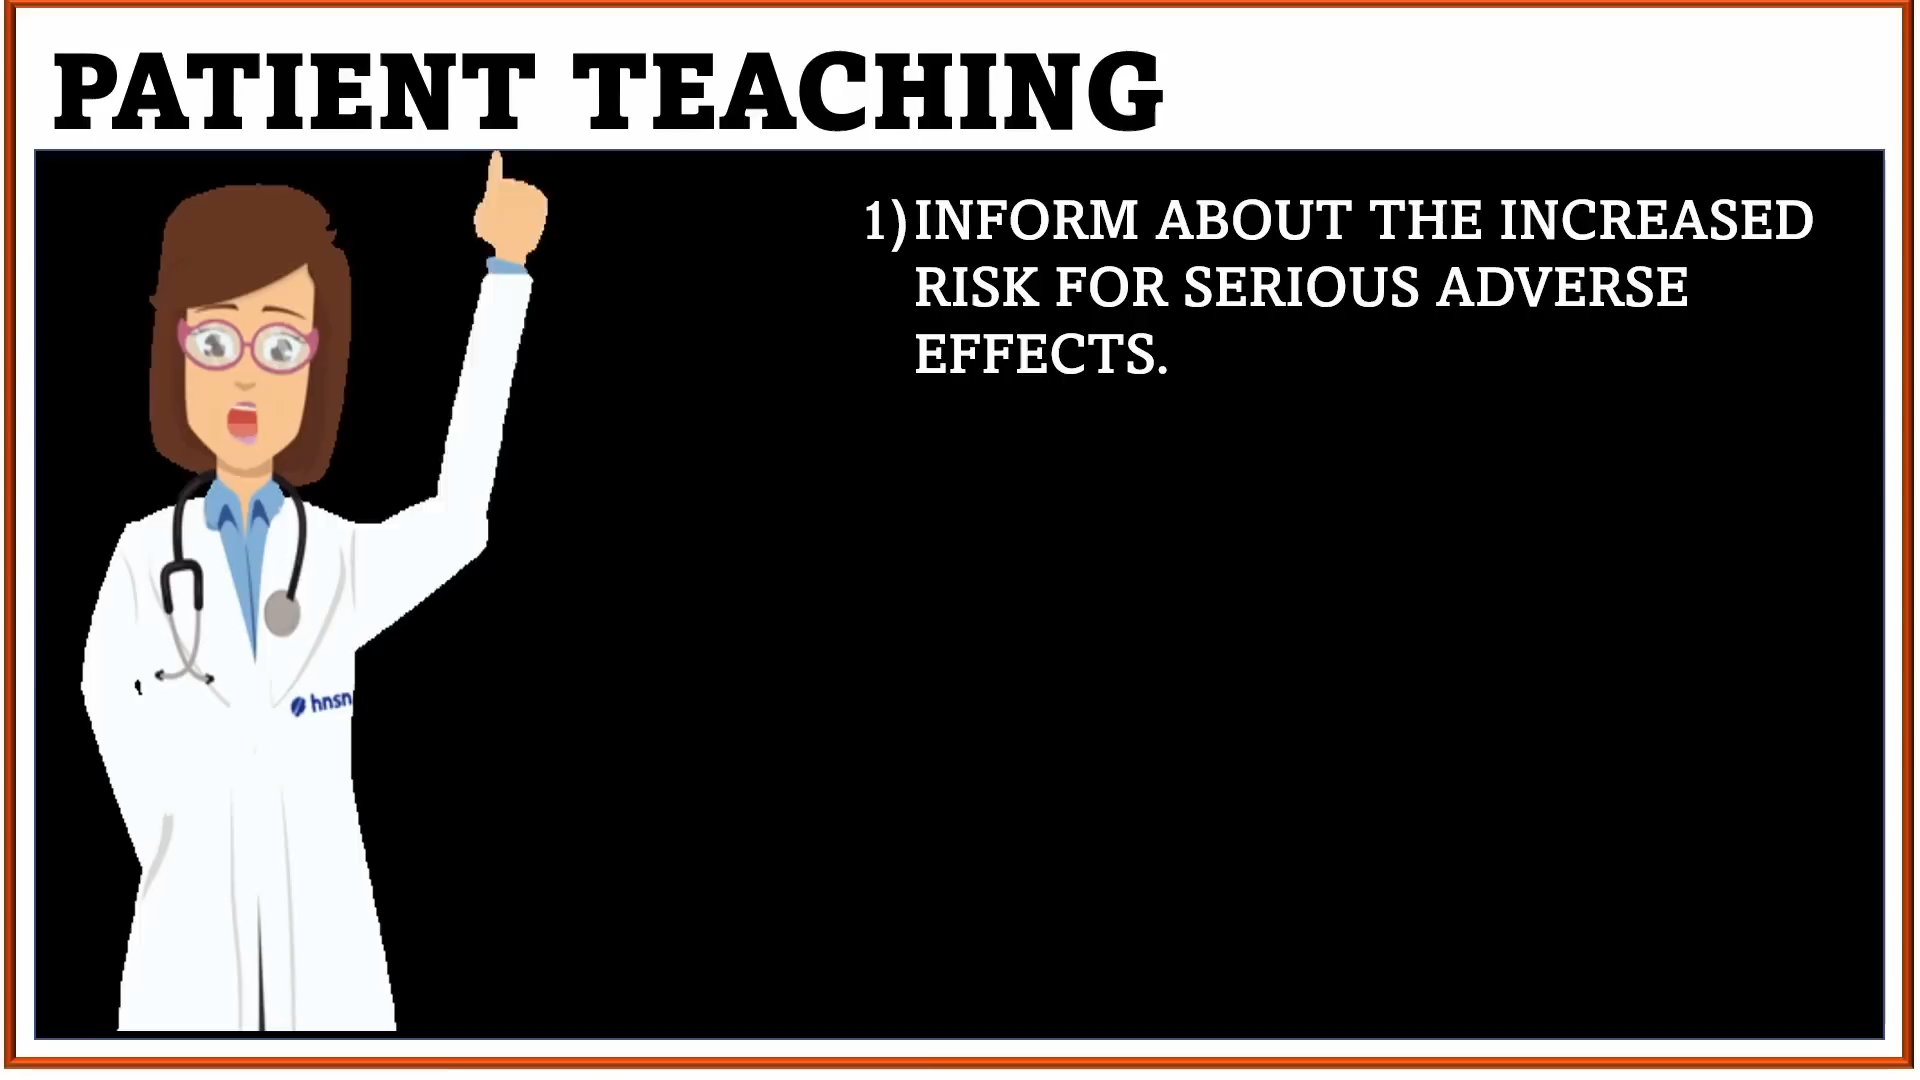 PATIENT TEACHING
1) INFORM ABOUT THE INCREASED
RISK FOR SERIOUS ADVERSE
EFFECTS.
hnsn